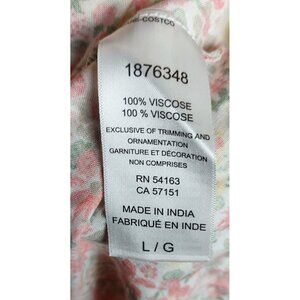 -COSTCO
1876348
100% VISCOSE
100 % VISCOSE
EXCLUSIVE OF TRIMMING AND
ORNAMENTATION
GARNITURE ET DÉCORATION
NON COMPRISES
RN 54163
CA 57151
MADE IN INDIA
FABRIQUÉ EN INDE
L / G